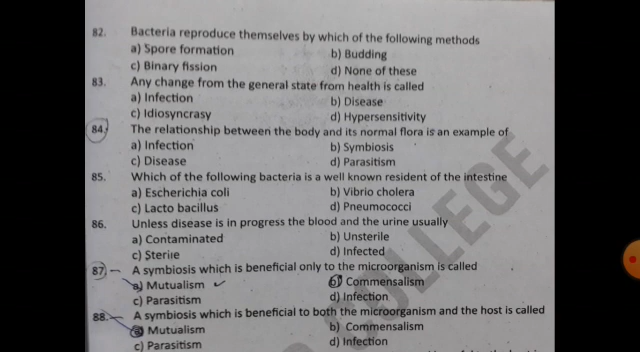 82. Bacteria reproduce themselves by which of the following methods
a) Spore formation b) Budding
c) Binary fission d) None of these
83. Any change from the general state from health is called
a) Infection b) Disease
c) Idiosyncrasy d) Hypersensitivity
84. The relationship between the body and its normal flora is an example of
a) Infection b) Symbiosis
c) Disease d) Parasitism
85. Which of the following bacteria is a well known resident of the intestine
a) Escherichia coli b) Vibrio cholera
c) Lacto bacillus d) Pneumococci
86. Unless disease is in progress the blood and the urine usually
a) Contaminated b) Unsterile
c) Sterile d) Infected
87. A symbiosis which is beneficial only to the microorganism is called
a) Mutualism b) Commensalism
c) Parasitism d) Infection
88. A symbiosis which is beneficial to both the microorganism and the host is called
a) Mutualism b) Commensalism
c) Parasitism d) Infection
COLLEGE